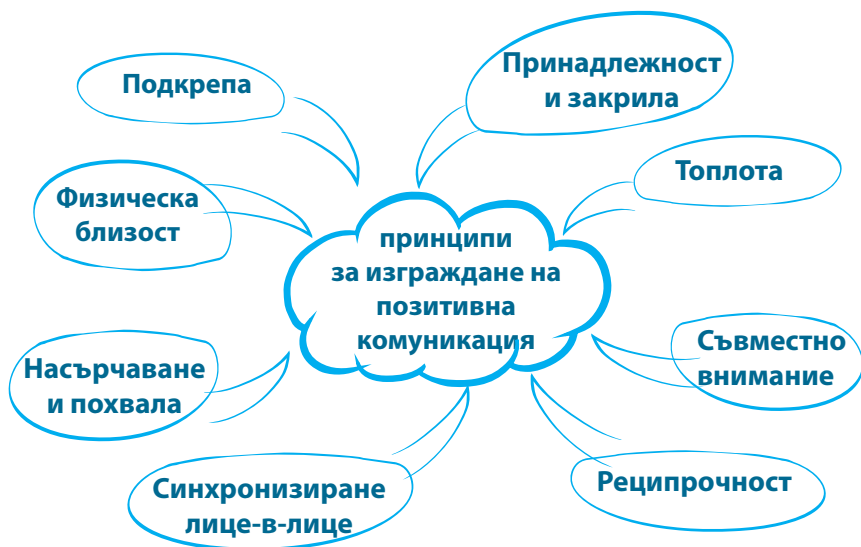 Подкрепа
Принадлежност
и закрила
Физическа
близост
Топлота
принципи
за изграждане на
позитивна
комуникация
Насърчаване
и похвала
Съвместно
внимание
Синхронизиране
лице-в-лице
Реципрочност